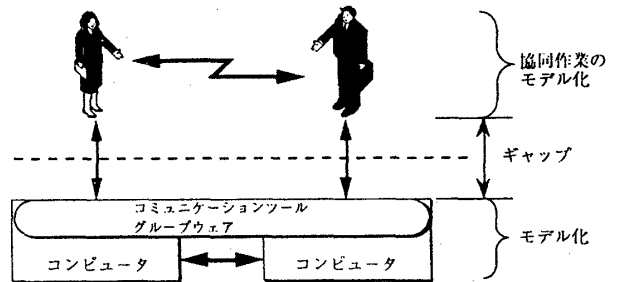 協同作業の
モデル化
ギャップ
コミュニケーションツール
グループウェア
モデル化
コンピュータ
コンピュータ